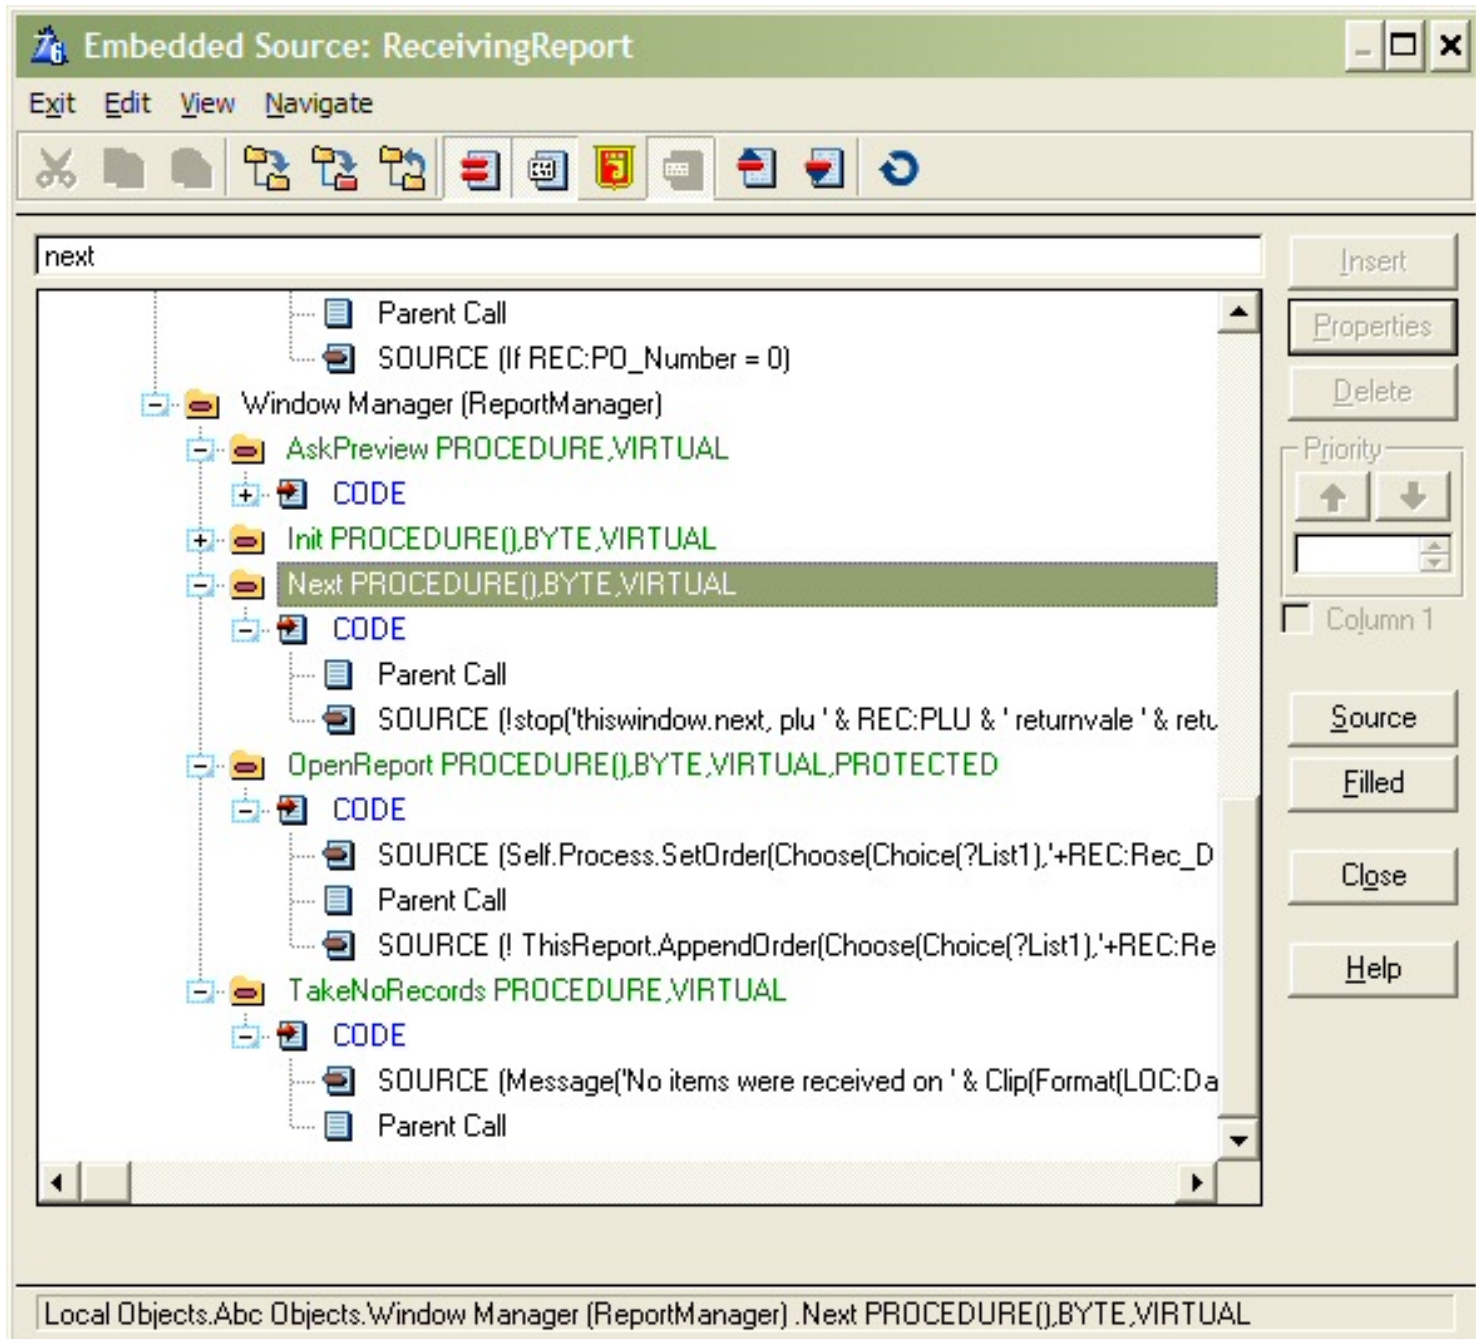 Embedded Source: ReceivingReport
Exit Edit View Navigate
next
Insert
Parent Call
Properties
SOURCE (If REC:PO_Number = 0)
Delete
Window Manager (ReportManager)
AskPreview PROCEDURE,VIRTUAL
Priority
CODE
Init PROCEDURE(),BYTE,VIRTUAL
Next PROCEDURE(),BYTE,VIRTUAL
CODE
Column 1
Parent Call
SOURCE (!stop('thiswindow.next, plu ' & REC:PLU & ' returnvale ' & retu
Source
OpenReport PROCEDURE(),BYTE,VIRTUAL,PROTECTED
Filled
CODE
SOURCE (Self.Process.SetOrder(Choose(Choice(?List1),'+REC:Rec_D
Close
Parent Call
SOURCE (! ThisReport.AppendOrder(Choose(Choice(?List1),'+REC:Re
Help
TakeNoRecords PROCEDURE,VIRTUAL
CODE
SOURCE (Message('No items were received on ' & Clip(Format(LOC:Da
Parent Call
Local Objects.Abc Objects.Window Manager (ReportManager) .Next PROCEDURE(),BYTE,VIRTUAL